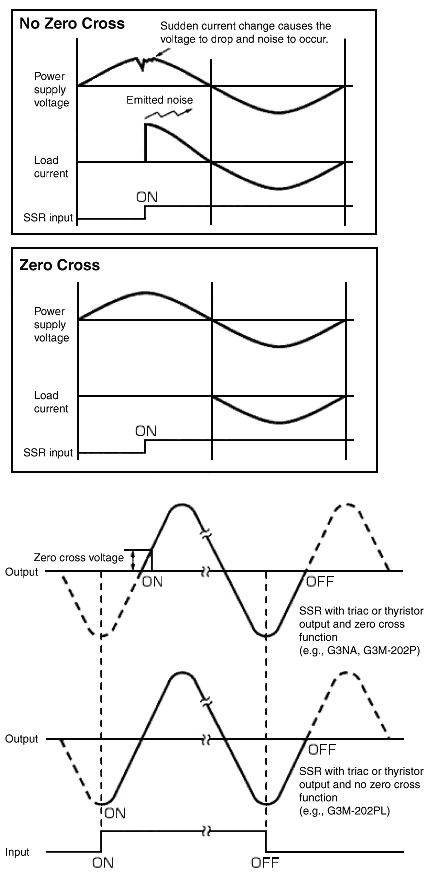 No Zero Cross
Sudden current change causes the
voltage to drop and noise to occur.
Power
supply
voltage
Emitted noise
Load
current
ON
SSR input
Zero Cross
Power
supply
voltage
Load
current
ON
SSR input
Zero cross voltage
Output
ON
OFF
SSR with triac or thyristor
output and zero cross
function
(e.g., G3NA, G3M-202P)
Output
OFF
SSR with triac or thyristor
output and no zero cross
function
(e.g., G3M-202PL)
ON
Input
ON
OFF